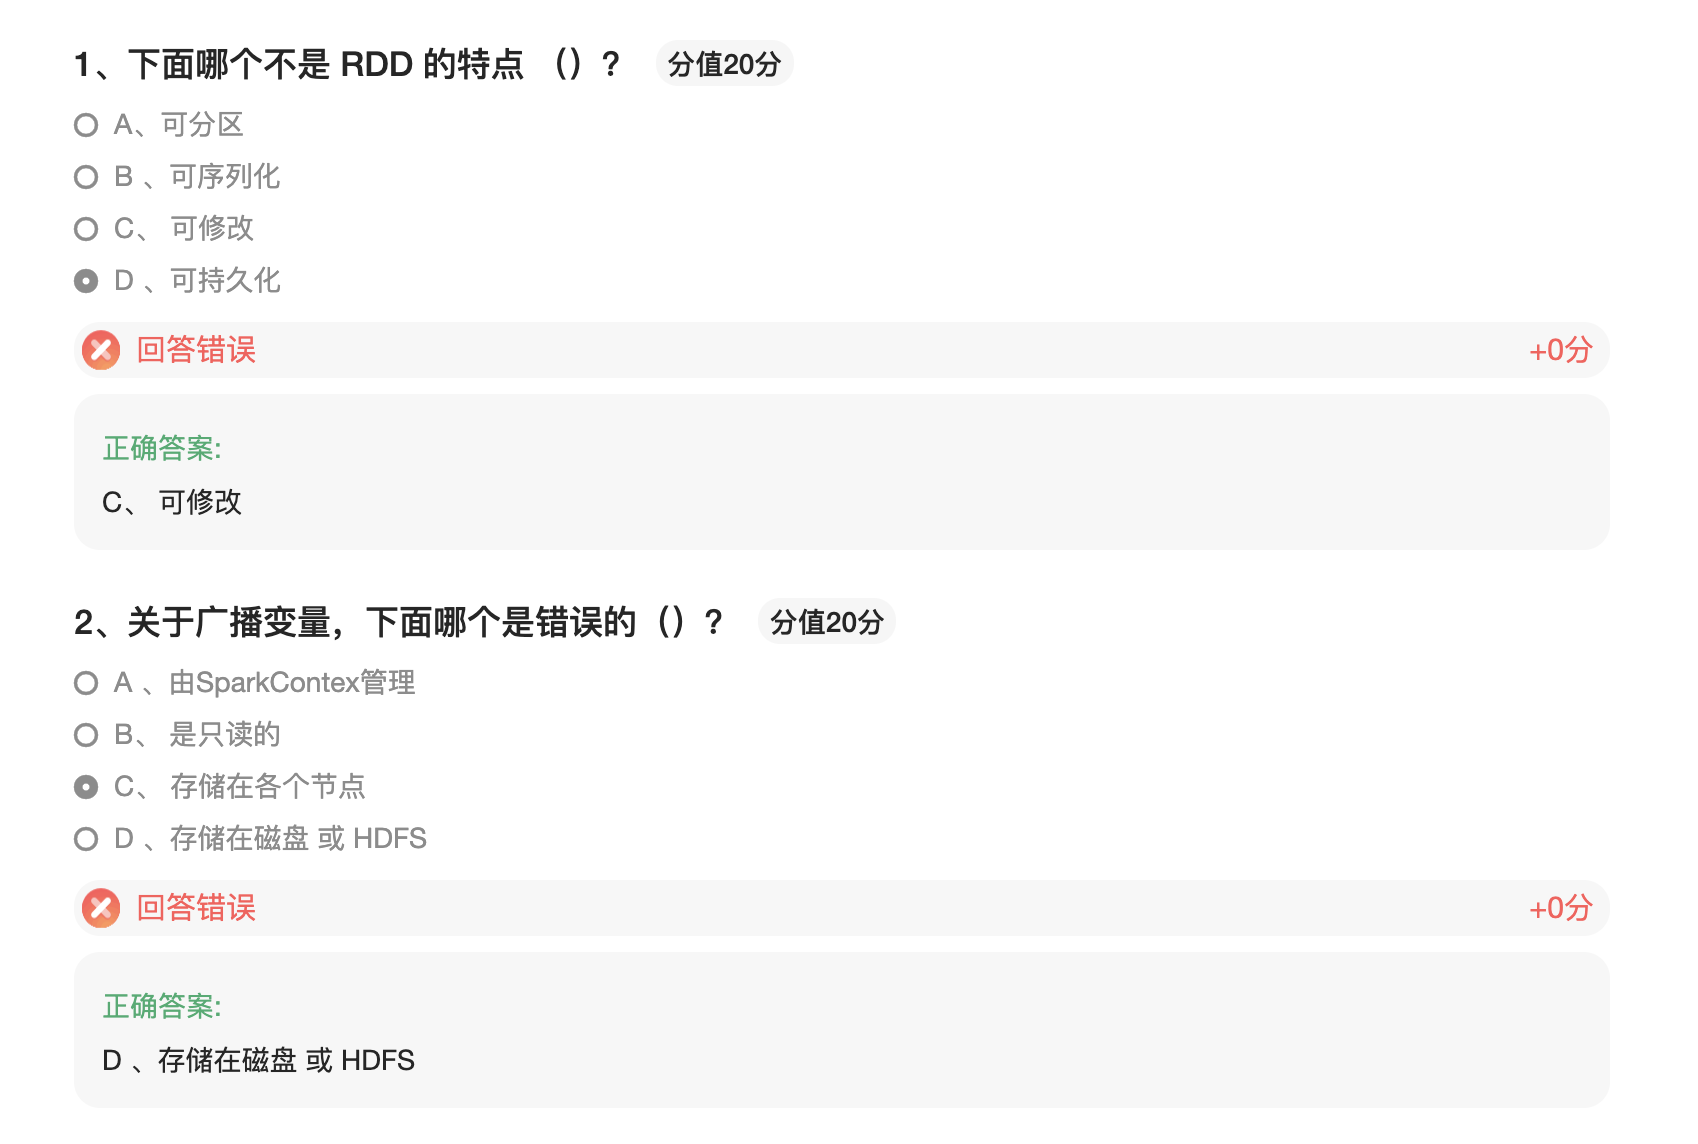 1、下面哪个不是 RDD 的特点 （）? 分值20分
A、可分区
B 、可序列化
C、 可修改
D 、可持久化
回答错误 +0分
正确答案:
C、 可修改
2、关于广播变量，下面哪个是错误的（）? 分值20分
A 、由SparkContex管理
B、 是只读的
C、 存储在各个节点
D 、存储在磁盘 或 HDFS
回答错误 +0分
正确答案:
D 、存储在磁盘 或 HDFS